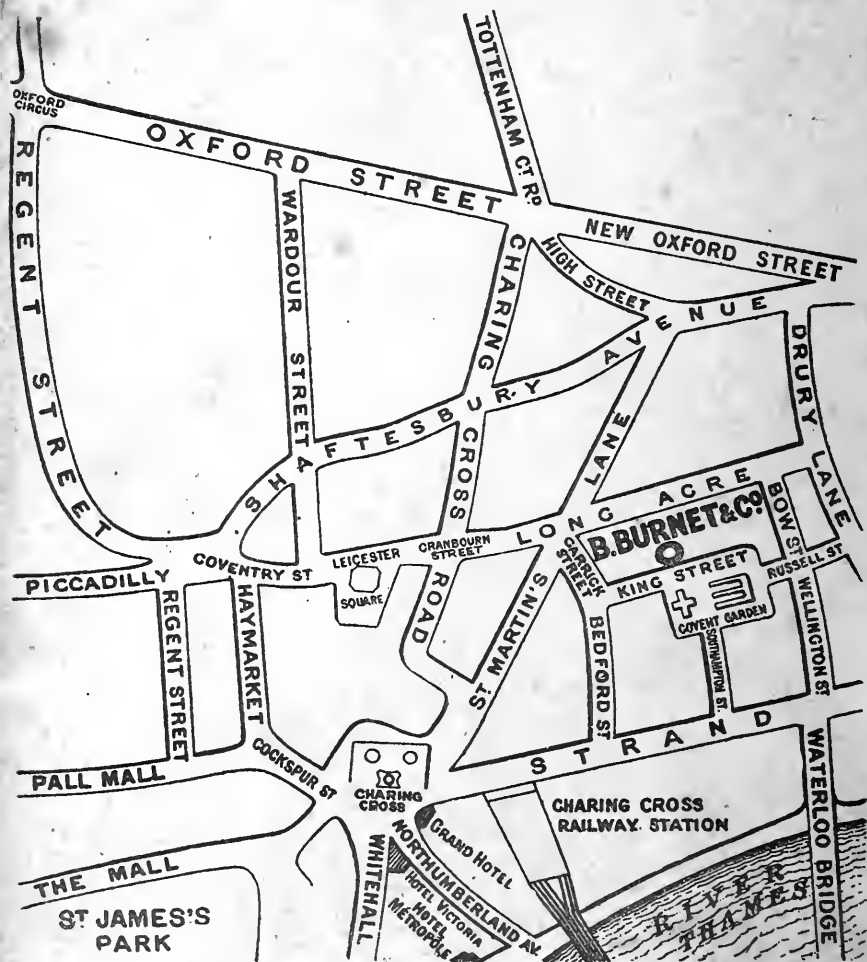 TOTTENHAM CT RD
OXFORD
CIRCUS
OXFORD STREET
REGENT STREET
WARDOUR STREET
CHARING CROSS ROAD
NEW OXFORD STREET
HIGH STREET
SHAFTESBURY AVENUE
DRURY LANE
ST MARTIN'S LANE
LONG ACRE
B. BURNET & CO
BOW ST
CRANBOURN
STREET
GARRICK
STREET
KING STREET
RUSSELL ST
COVENT GARDEN
LEICESTER
SQUARE
COVENTRY ST
PICCADILLY
REGENT STREET
HAYMARKET
BEDFORD ST
SOUTHAMPTON ST.
WELLINGTON ST
STRAND
COCKSPUR ST
PALL MALL
CHARING
CROSS
CHARING CROSS
RAILWAY STATION
WATERLOO BRIDGE
GRAND HOTEL
NORTHUMBERLAND AV.
WHITEHALL
HOTEL VICTORIA
HOTEL
METROPOLE
THE MALL
ST JAMES'S
PARK
RIVER
THAMES